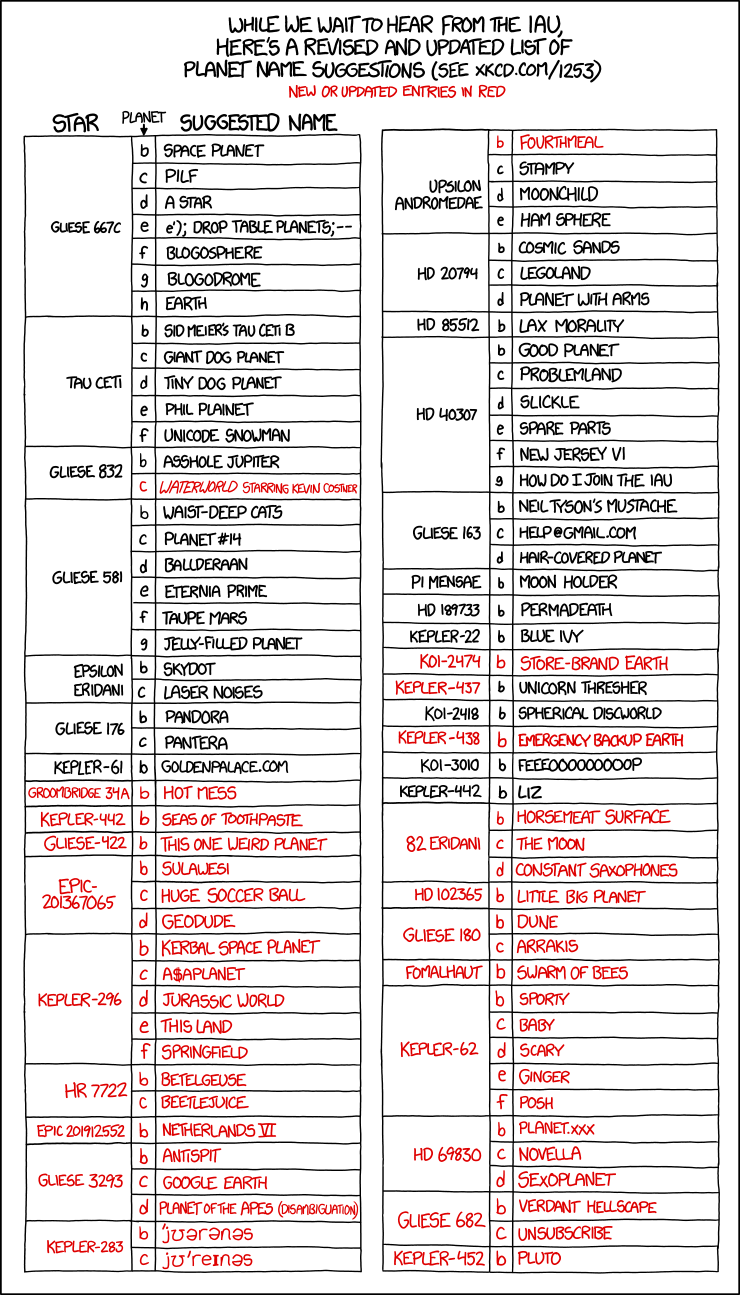 WHILE WE WAIT TO HEAR FROM THE IAU,
HERE'S A REVISED AND UPDATED LIST OF
PLANET NAME SUGGESTIONS (SEE XKCD.COM/1253)
NEW OR UPDATED ENTRIES IN RED
STAR PLANET SUGGESTED NAME
GLIESE 667C
b SPACE PLANET
c PILF
d A STAR
e e'); DROP TABLE PLANETS;--
f BLOGOSPHERE
g BLOGODROME
h EARTH
TAU CETI
b SID MEIER'S TAU CETI B
c GIANT DOG PLANET
d TINY DOG PLANET
e PHIL PLAINET
f UNICODE SNOWMAN
GLIESE 832
b ASSHOLE JUPITER
c WATERWORLD STARRING KEVIN COSTNER
GLIESE 581
b WAIST-DEEP CATS
c PLANET #14
d BALLDERAAN
e ETERNIA PRIME
f TAUPE MARS
g JELLY-FILLED PLANET
EPSILON
ERIDANI
b SKYDOT
c LASER NOISES
GLIESE 176
b PANDORA
c PANTERA
KEPLER-61 b GOLDENPALACE.COM
GROOMBRIDGE 34A b HOT MESS
KEPLER-442 b SEAS OF TOOTHPASTE
GLIESE-422 b THIS ONE WEIRD PLANET
EPIC-
201367065
b SULAWESI
c HUGE SOCCER BALL
d GEODUDE
KEPLER-296
b KERBAL SPACE PLANET
c A$APLANET
d JURASSIC WORLD
e THIS LAND
f SPRINGFIELD
HR 7722
b BETELGEUSE
c BEETLEJUICE
EPIC 201912552 b NETHERLANDS VI
GLIESE 3293
b ANTISPIT
c GOOGLE EARTH
d PLANET OF THE APES (DISAMBIGUATION)
KEPLER-283
b 'jʊərənəs
c jʊ'reɪnəs
UPSILON
ANDROMEDAE
b FOURTHMEAL
c STAMPY
d MOONCHILD
e HAM SPHERE
HD 20794
b COSMIC SANDS
c LEGOLAND
d PLANET WITH ARMS
HD 85512 b LAX MORALITY
HD 40307
b GOOD PLANET
c PROBLEMLAND
d SLICKLE
e SPARE PARTS
f NEW JERSEY VI
g HOW DO I JOIN THE IAU
GLIESE 163
b NEIL TYSON'S MUSTACHE
c HELP@GMAIL.COM
d HAIR-COVERED PLANET
PI MENSAE b MOON HOLDER
HD 189733 b PERMADEATH
KEPLER-22 b BLUE IVY
KOI-2474 b STORE-BRAND EARTH
KEPLER-437 b UNICORN THRESHER
KOI-2418 b SPHERICAL DISCWORLD
KEPLER-438 b EMERGENCY BACKUP EARTH
KOI-3010 b FEEEOOOOOOOOOP
KEPLER-442 b LIZ
82 ERIDANI
b HORSEMEAT SURFACE
c THE MOON
d CONSTANT SAXOPHONES
HD 102365 b LITTLE BIG PLANET
GLIESE 180
b DUNE
c ARRAKIS
FOMALHAUT b SWARM OF BEES
KEPLER-62
b SPORTY
c BABY
d SCARY
e GINGER
f POSH
HD 69830
b PLANET.XXX
c NOVELLA
d SEXOPLANET
GLIESE 682
b VERDANT HELLSCAPE
c UNSUBSCRIBE
KEPLER-452 b PLUTO